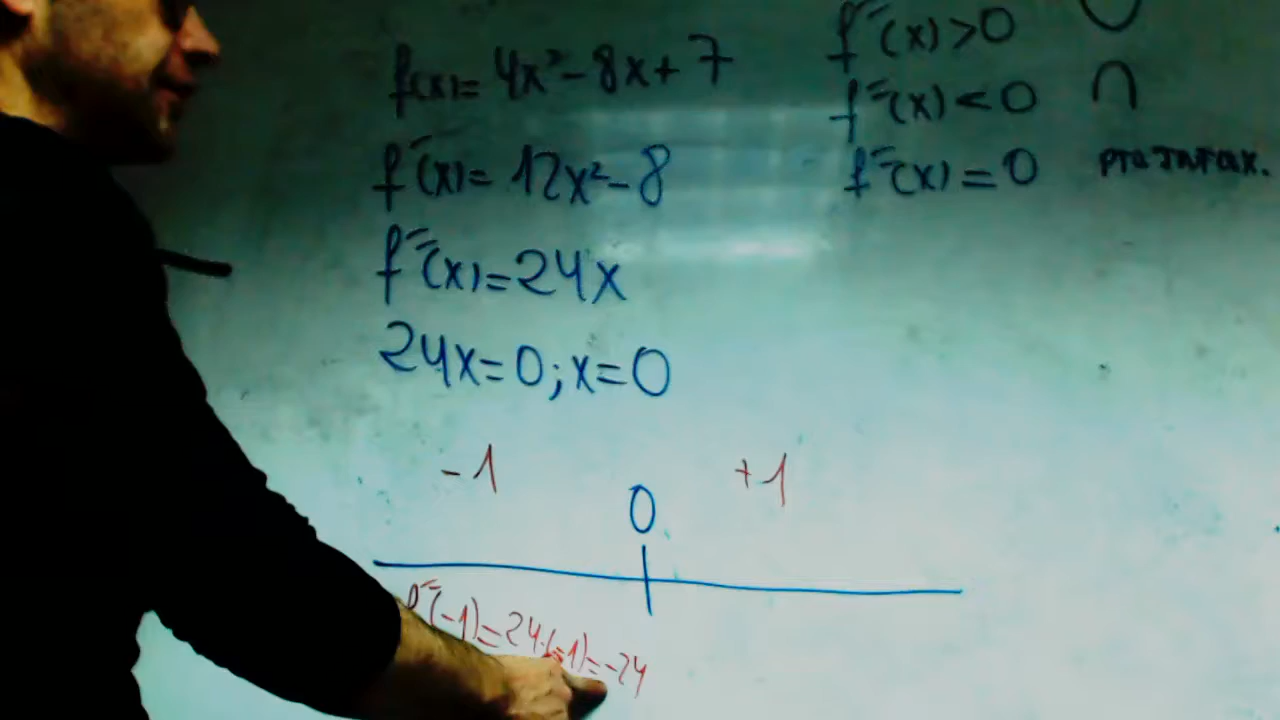 f(x)= 4x³-8x+7
f´(x)= 12x²-8
f´´(x)=24x
24x=0; x=0
-1
0
+1
f´´(-1)=24·(-1)=-24
f´´(x)>0 ∪
f´´(x)<0 ∩
f´´(x)=0